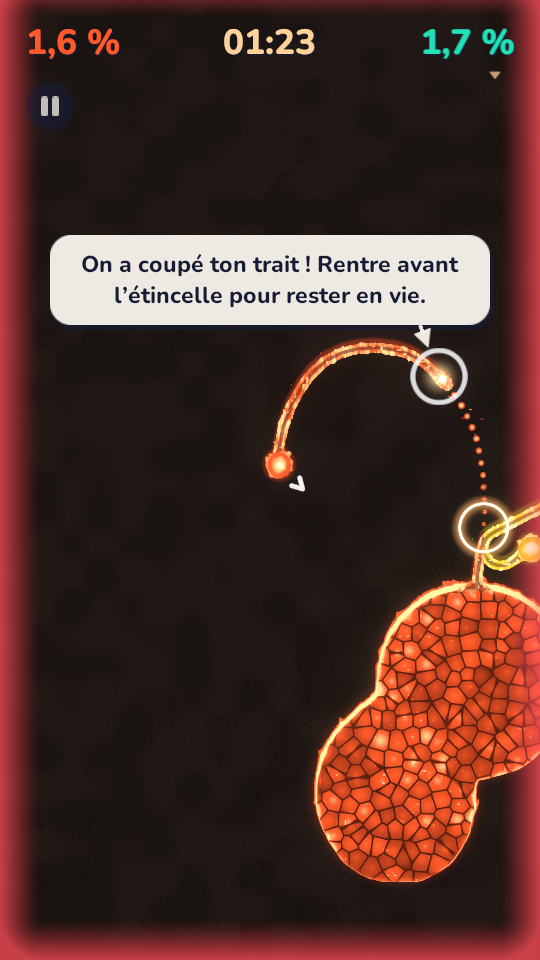 1,6 % 01:23 1,7 %
On a coupé ton trait ! Rentre avant
l’étincelle pour rester en vie.